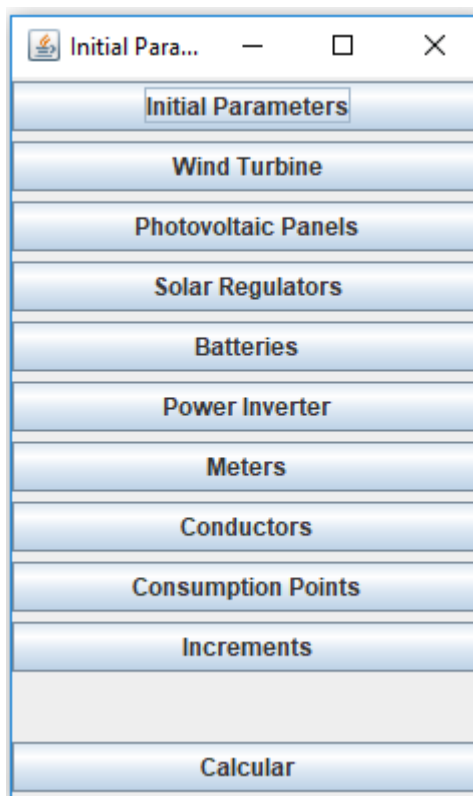 Initial Para...
Initial Parameters
Wind Turbine
Photovoltaic Panels
Solar Regulators
Batteries
Power Inverter
Meters
Conductors
Consumption Points
Increments
Calcular